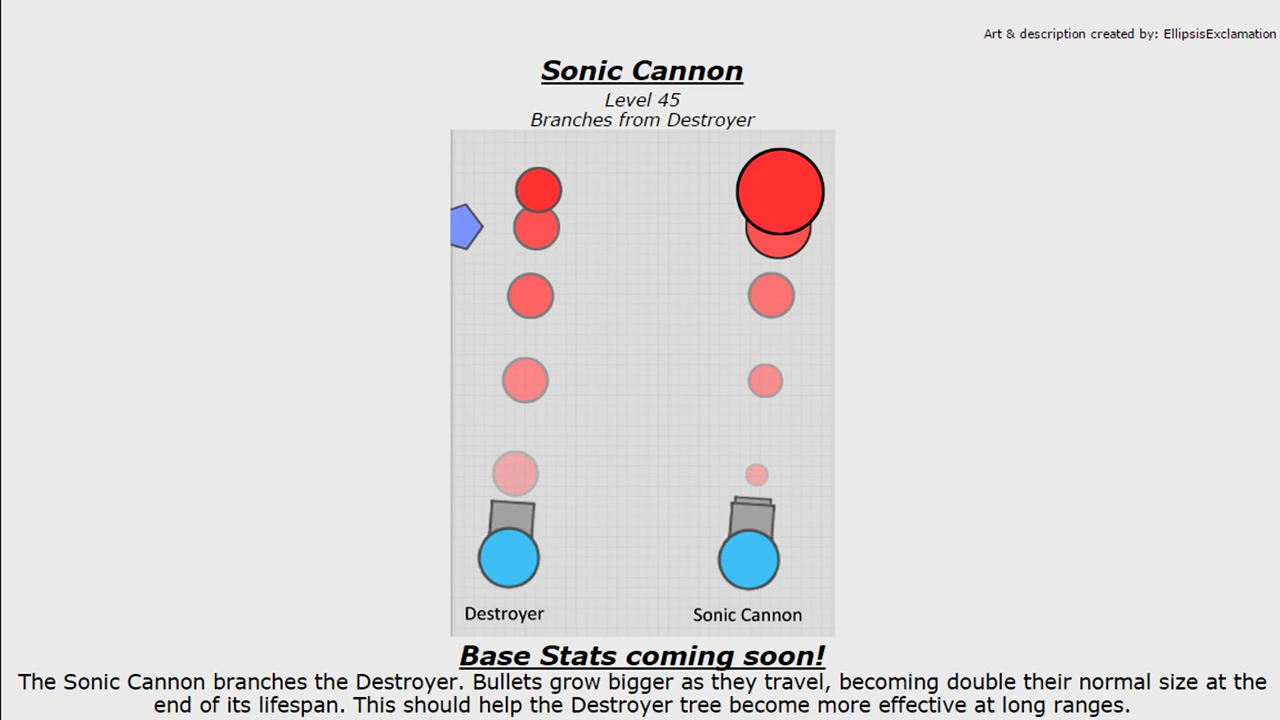 Art & description created by: EllipsisExclamation
Sonic Cannon
Level 45
Branches from Destroyer
Destroyer
Sonic Cannon
Base Stats coming soon!
The Sonic Cannon branches the Destroyer. Bullets grow bigger as they travel, becoming double their normal size at the
end of its lifespan. This should help the Destroyer tree become more effective at long ranges.